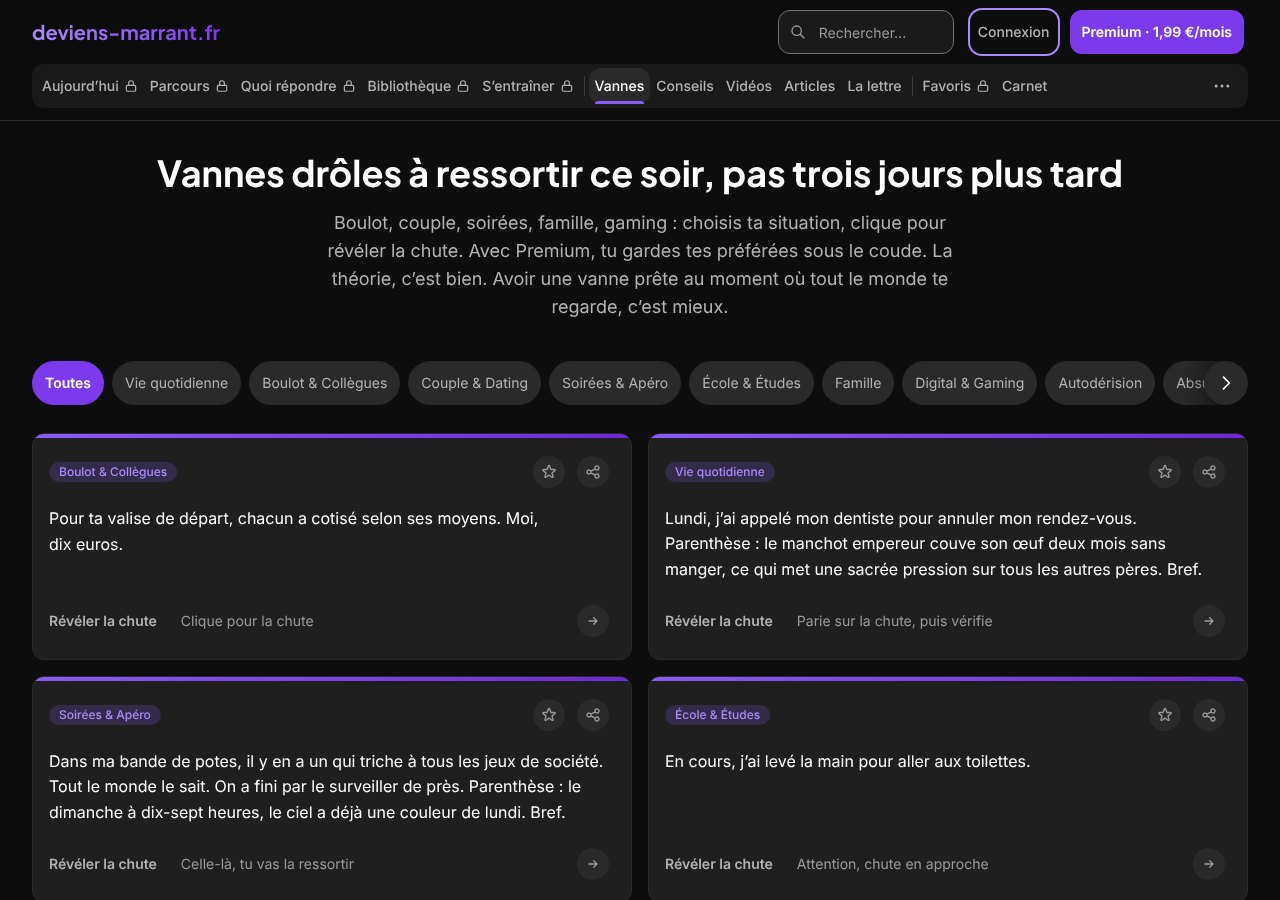 deviens-marrant.fr
Rechercher...
Connexion
Premium · 1,99 €/mois
Aujourd’hui
Parcours
Quoi répondre
Bibliothèque
S’entraîner
Vannes
Conseils
Vidéos
Articles
La lettre
Favoris
Carnet
Vannes drôles à ressortir ce soir, pas trois jours plus tard
Boulot, couple, soirées, famille, gaming : choisis ta situation, clique pour
révéler la chute. Avec Premium, tu gardes tes préférées sous le coude. La
théorie, c’est bien. Avoir une vanne prête au moment où tout le monde te
regarde, c’est mieux.
Toutes
Vie quotidienne
Boulot & Collègues
Couple & Dating
Soirées & Apéro
École & Études
Famille
Digital & Gaming
Autodérision
Boulot & Collègues
Pour ta valise de départ, chacun a cotisé selon ses moyens. Moi,
dix euros.
Révéler la chute
Clique pour la chute
Vie quotidienne
Lundi, j’ai appelé mon dentiste pour annuler mon rendez-vous.
Parenthèse : le manchot empereur couve son œuf deux mois sans
manger, ce qui met une sacrée pression sur tous les autres pères. Bref.
Révéler la chute
Parie sur la chute, puis vérifie
Soirées & Apéro
Dans ma bande de potes, il y en a un qui triche à tous les jeux de société.
Tout le monde le sait. On a fini par le surveiller de près. Parenthèse : le
dimanche à dix-sept heures, le ciel a déjà une couleur de lundi. Bref.
Révéler la chute
Celle-là, tu vas la ressortir
École & Études
En cours, j’ai levé la main pour aller aux toilettes.
Révéler la chute
Attention, chute en approche